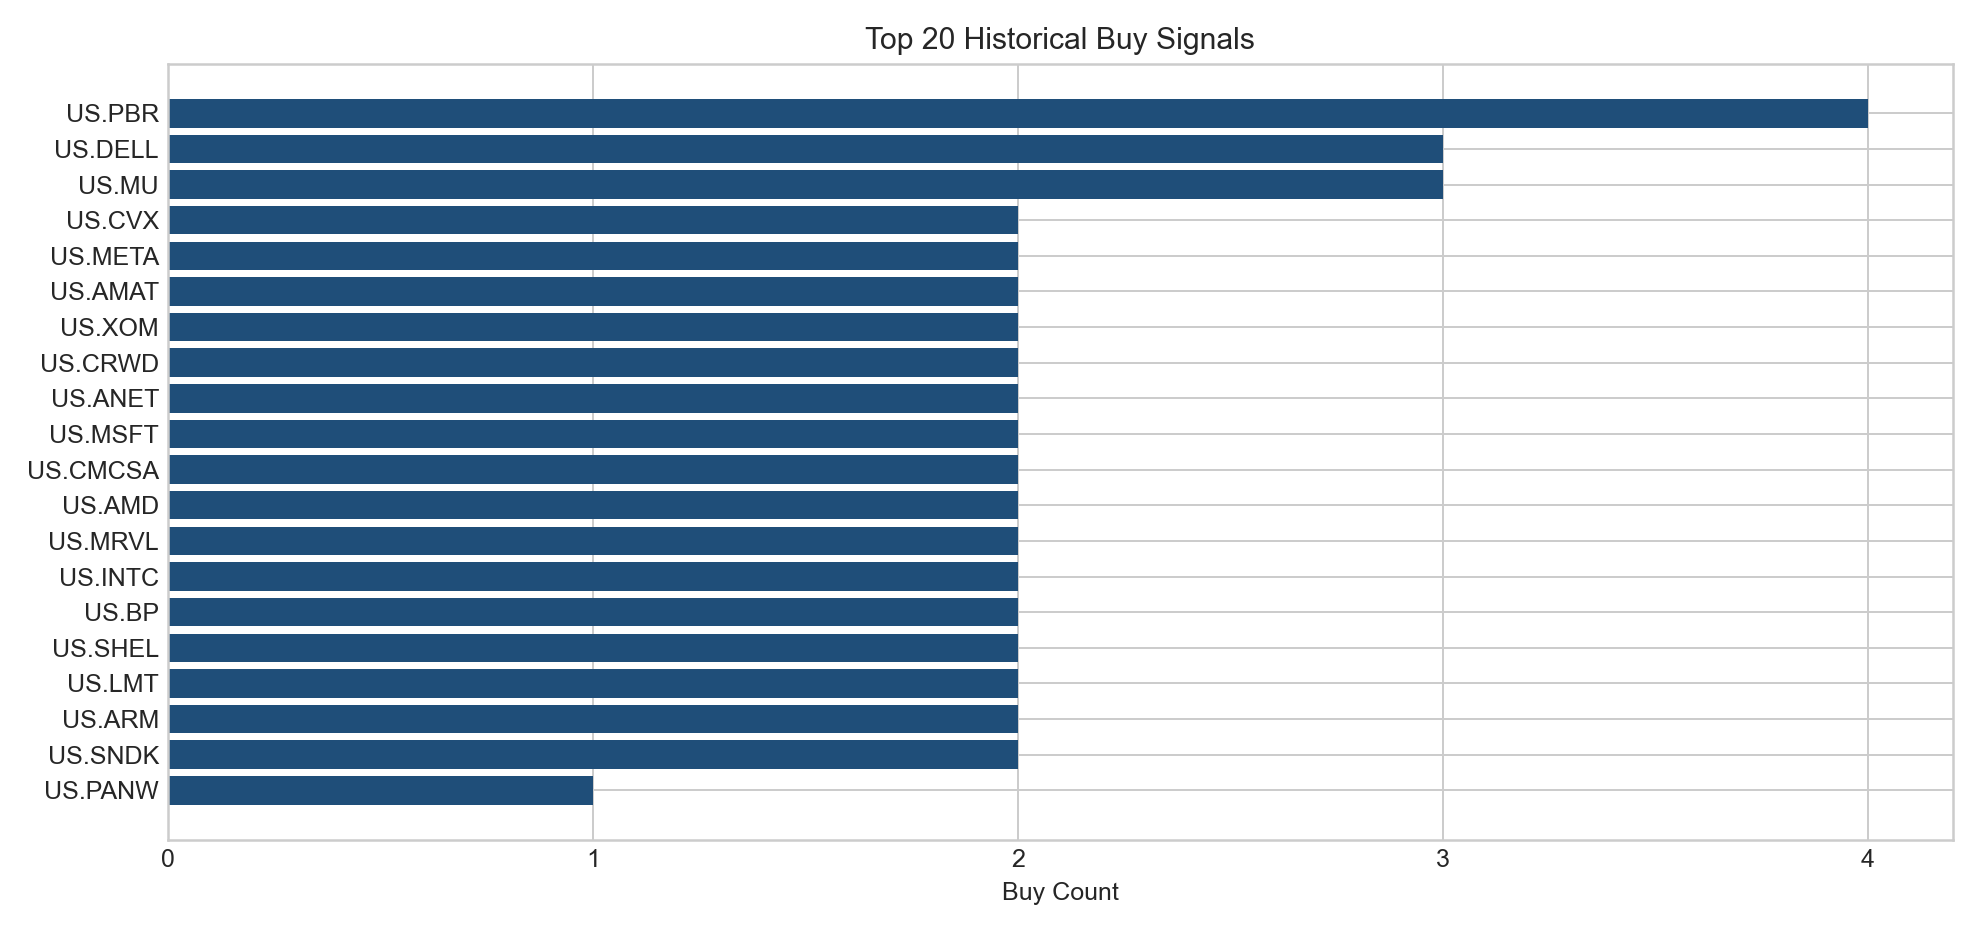 Top 20 Historical Buy Signals
US.PBR
US.DELL
US.MU
US.CVX
US.META
US.AMAT
US.XOM
US.CRWD
US.ANET
US.MSFT
US.CMCSA
US.AMD
US.MRVL
US.INTC
US.BP
US.SHEL
US.LMT
US.ARM
US.SNDK
US.PANW
0 1 2 3 4
Buy Count